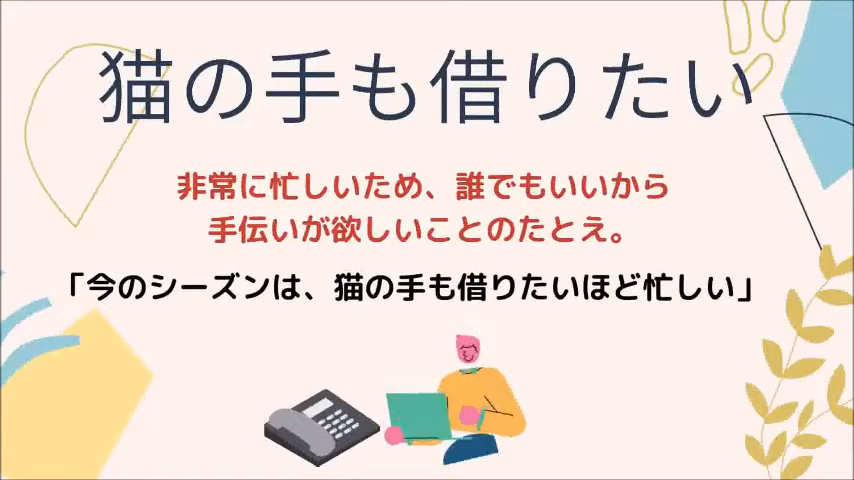 猫の手も借りたい
非常に忙しいため、誰でもいいから
手伝いが欲しいことのたとえ。
「今のシーズンは、猫の手も借りたいほど忙しい」